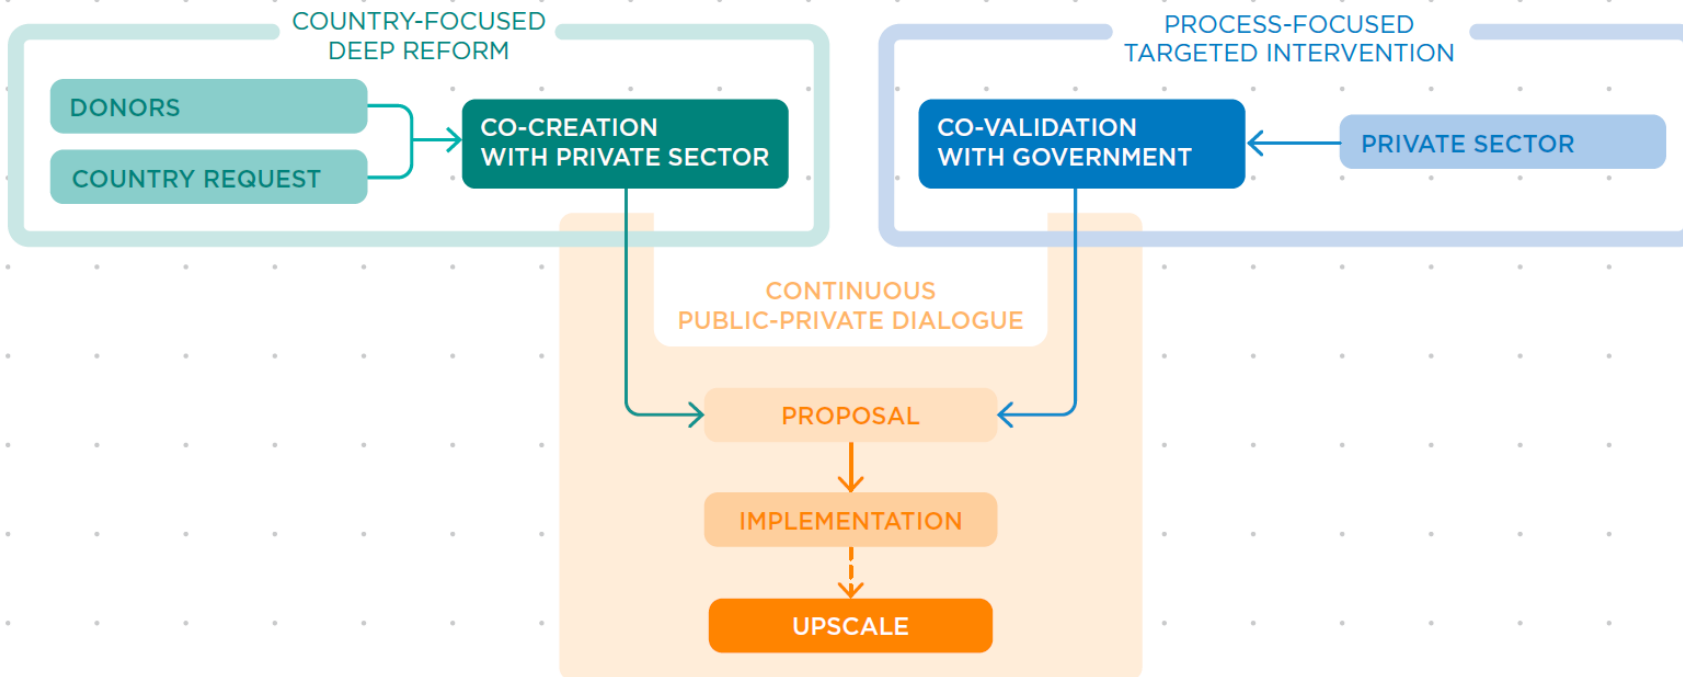 COUNTRY-FOCUSED
DEEP REFORM
DONORS
COUNTRY REQUEST
CO-CREATION
WITH PRIVATE SECTOR
PROCESS-FOCUSED
TARGETED INTERVENTION
CO-VALIDATION
WITH GOVERNMENT
PRIVATE SECTOR
CONTINUOUS
PUBLIC-PRIVATE DIALOGUE
PROPOSAL
IMPLEMENTATION
UPSCALE